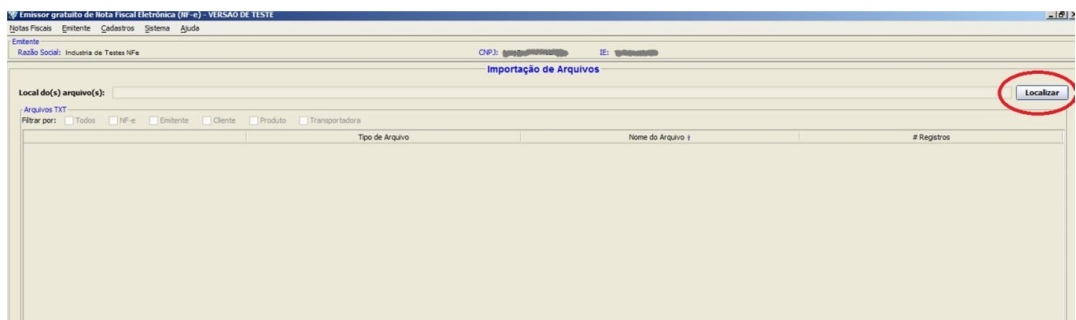 Emissor gratuito de Nota Fiscal Eletrônica (NF-e) - VERSAO DE TESTE
Notas Fiscais Emitente Cadastros Sistema Ajuda
Emitente
Razão Social: Industria de Testes NFe CNPJ: IE:
Importação de Arquivos
Local do(s) arquivo(s): Localizar
Arquivos TXT
Filtrar por: Todos NF-e Emitente Cliente Produto Transportadora
Tipo de Arquivo Nome do Arquivo # Registros